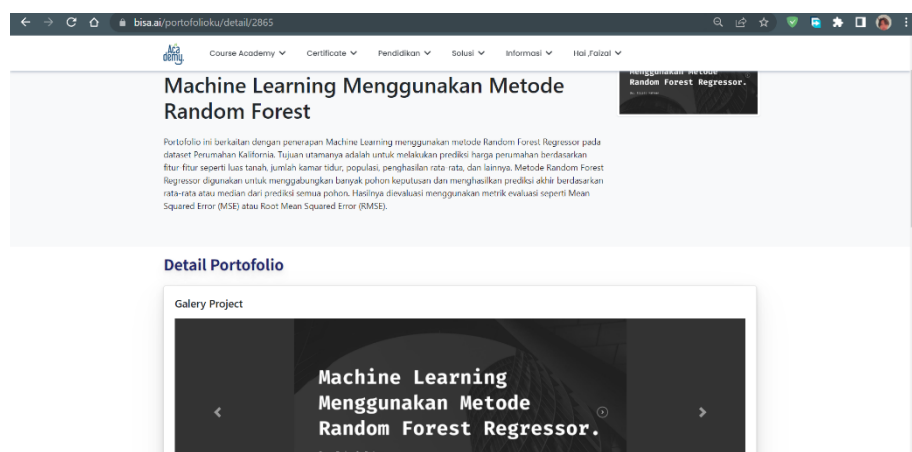 bisa.ai/portofolioku/detail/2865
Aca
demy.
Course Academy
Certificate
Pendidikan
Solusi
Informasi
Hai ,Faizal
Machine Learning Menggunakan Metode
Random Forest
Menggunakan Metode
Random Forest Regressor.
Portofolio ini berkaitan dengan penerapan Machine Learning menggunakan metode Random Forest Regressor pada
dataset Perumahan Kalifornia. Tujuan utamanya adalah untuk melakukan prediksi harga perumahan berdasarkan
fitur fitur seperti luas tanah, jumlah kamar tidur, populasi, penghasilan rata rata, dan lainnya. Metode Random Forest
Regressor digunakan untuk menggabungkan banyak pohon keputusan dan menghasilkan prediksi akhir berdasarkan
rata-rata atau median dari prediksi semua pohon. Hasilnya dievaluasi menggunakan metrik evaluasi seperti Mean
Squared Error (MSE) atau Root Mean Squared Error (RMSE).
Detail Portofolio
Galery Project
Machine Learning
Menggunakan Metode
Random Forest Regressor.